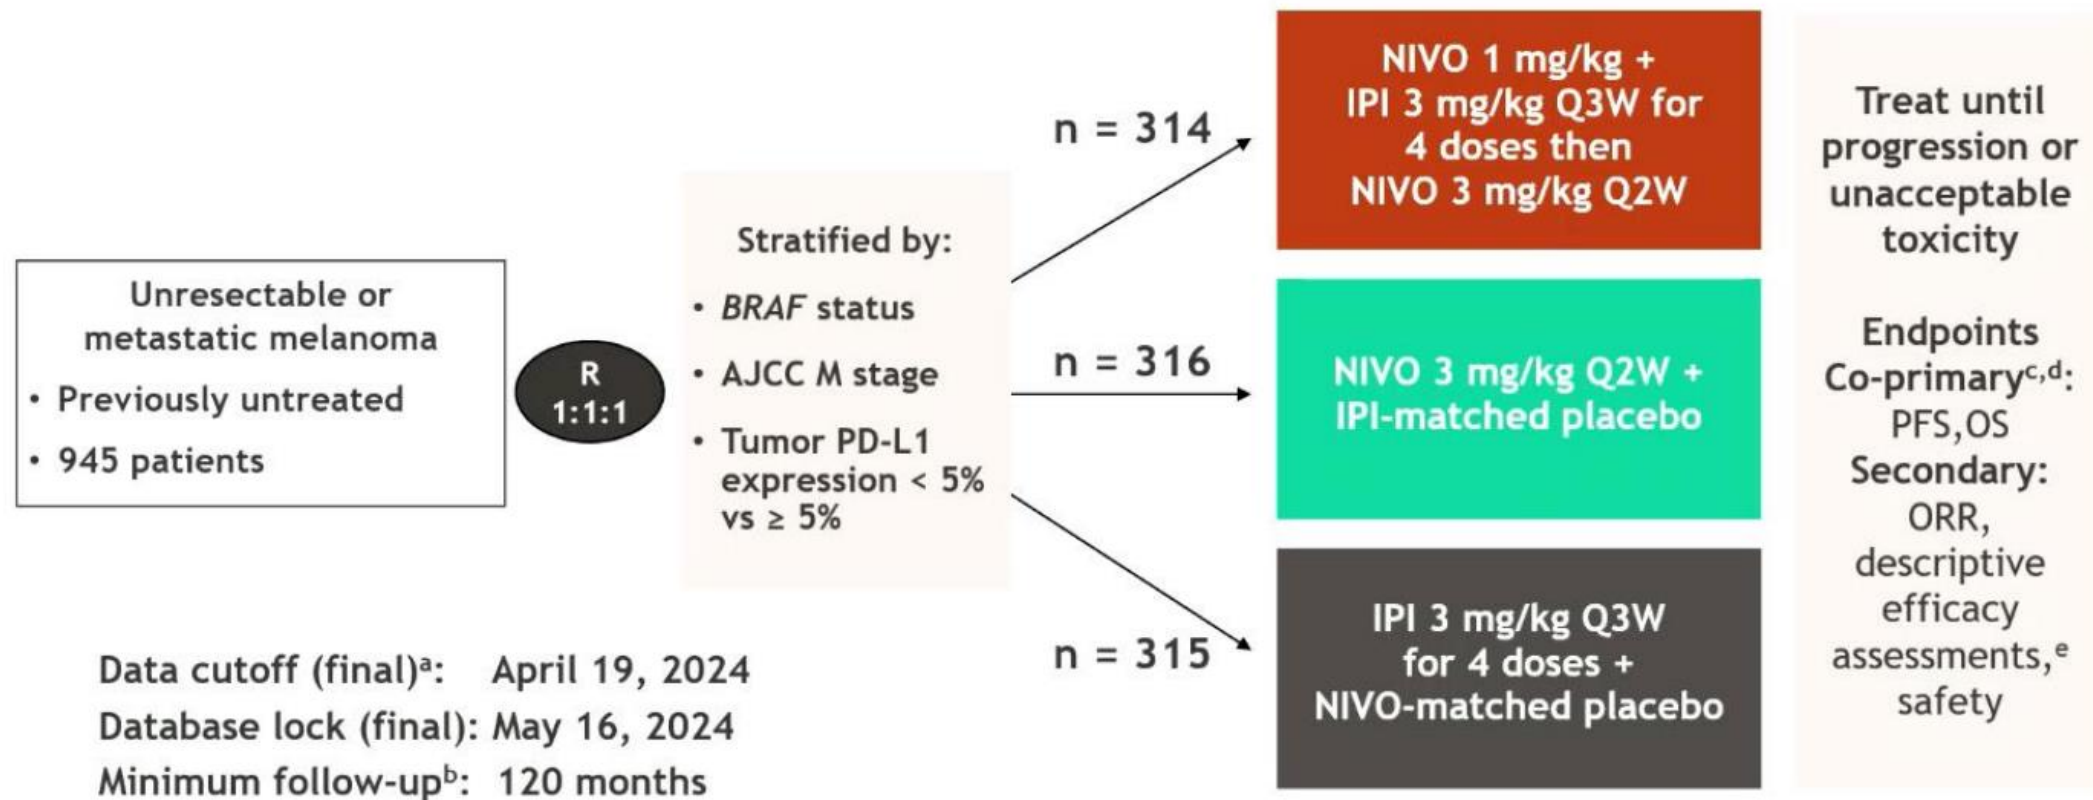 Unresectable or
metastatic melanoma
• Previously untreated
• 945 patients
R
1:1:1
Stratified by:
• BRAF status
• AJCC M stage
• Tumor PD-L1
expression < 5%
vs ≥ 5%
n = 314
NIVO 1 mg/kg +
IPI 3 mg/kg Q3W for
4 doses then
NIVO 3 mg/kg Q2W
n = 316
NIVO 3 mg/kg Q2W +
IPI-matched placebo
n = 315
IPI 3 mg/kg Q3W
for 4 doses +
NIVO-matched placebo
Treat until
progression or
unacceptable
toxicity
Endpoints
Co-primaryᶜ,ᵈ:
PFS,OS
Secondary:
ORR,
descriptive
efficacy
assessments,ᵉ
safety
Data cutoff (final)ᵃ: April 19, 2024
Database lock (final): May 16, 2024
Minimum follow-upᵇ: 120 months